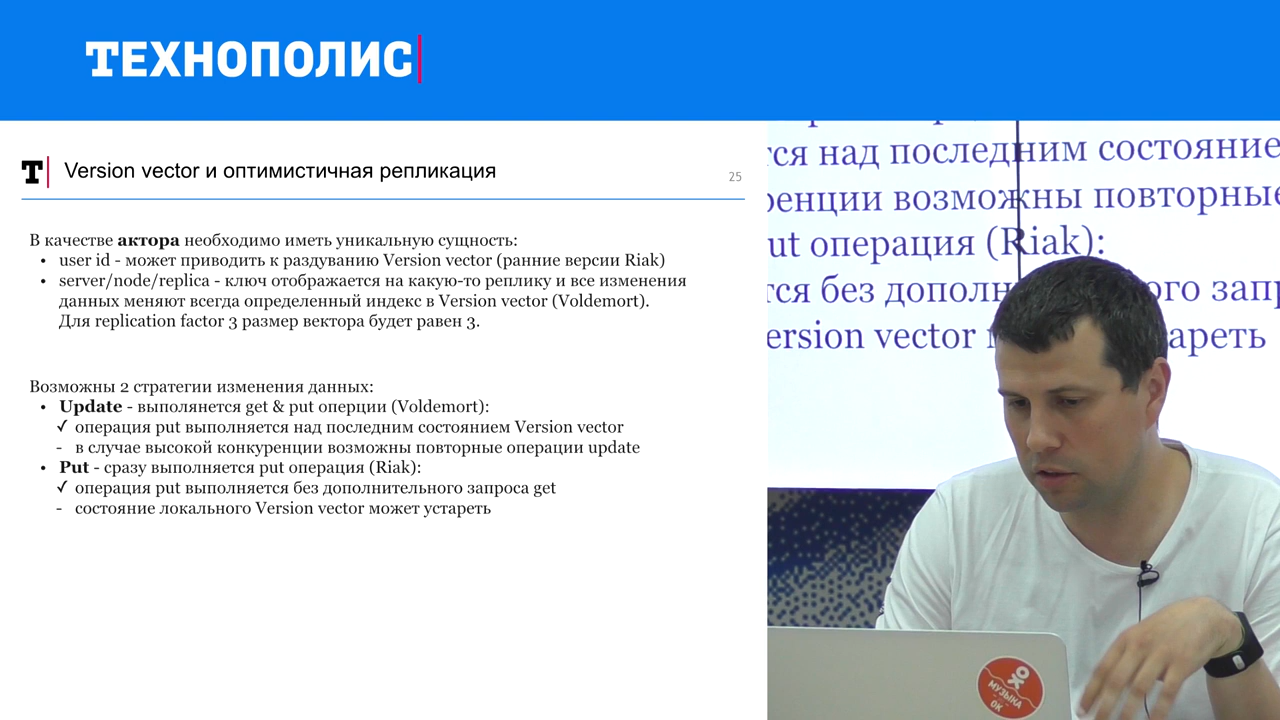 ТЕХНОПОЛИС
Т Version vector и оптимистичная репликация
25
В качестве актора необходимо иметь уникальную сущность:
• user id - может приводить к раздуванию Version vector (ранние версии Riak)
• server/node/replica - ключ отображается на какую-то реплику и все изменения
данных меняют всегда определенный индекс в Version vector (Voldemort).
Для replication factor 3 размер вектора будет равен 3.
Возможны 2 стратегии изменения данных:
• Update - выполянется get & put оперции (Voldemort):
✓ операция put выполняется над последним состоянием Version vector
- в случае высокой конкуренции возможны повторные операции update
• Put - сразу выполняется put операция (Riak):
✓ операция put выполняется без дополнительного запроса get
- состояние локального Version vector может устареть
тся над последним состояние
ренции возможны повторные
ut операция (Riak):
тся без дополн ого запр
ersion vector устареть
ОК
МУЗЫКА
ОК